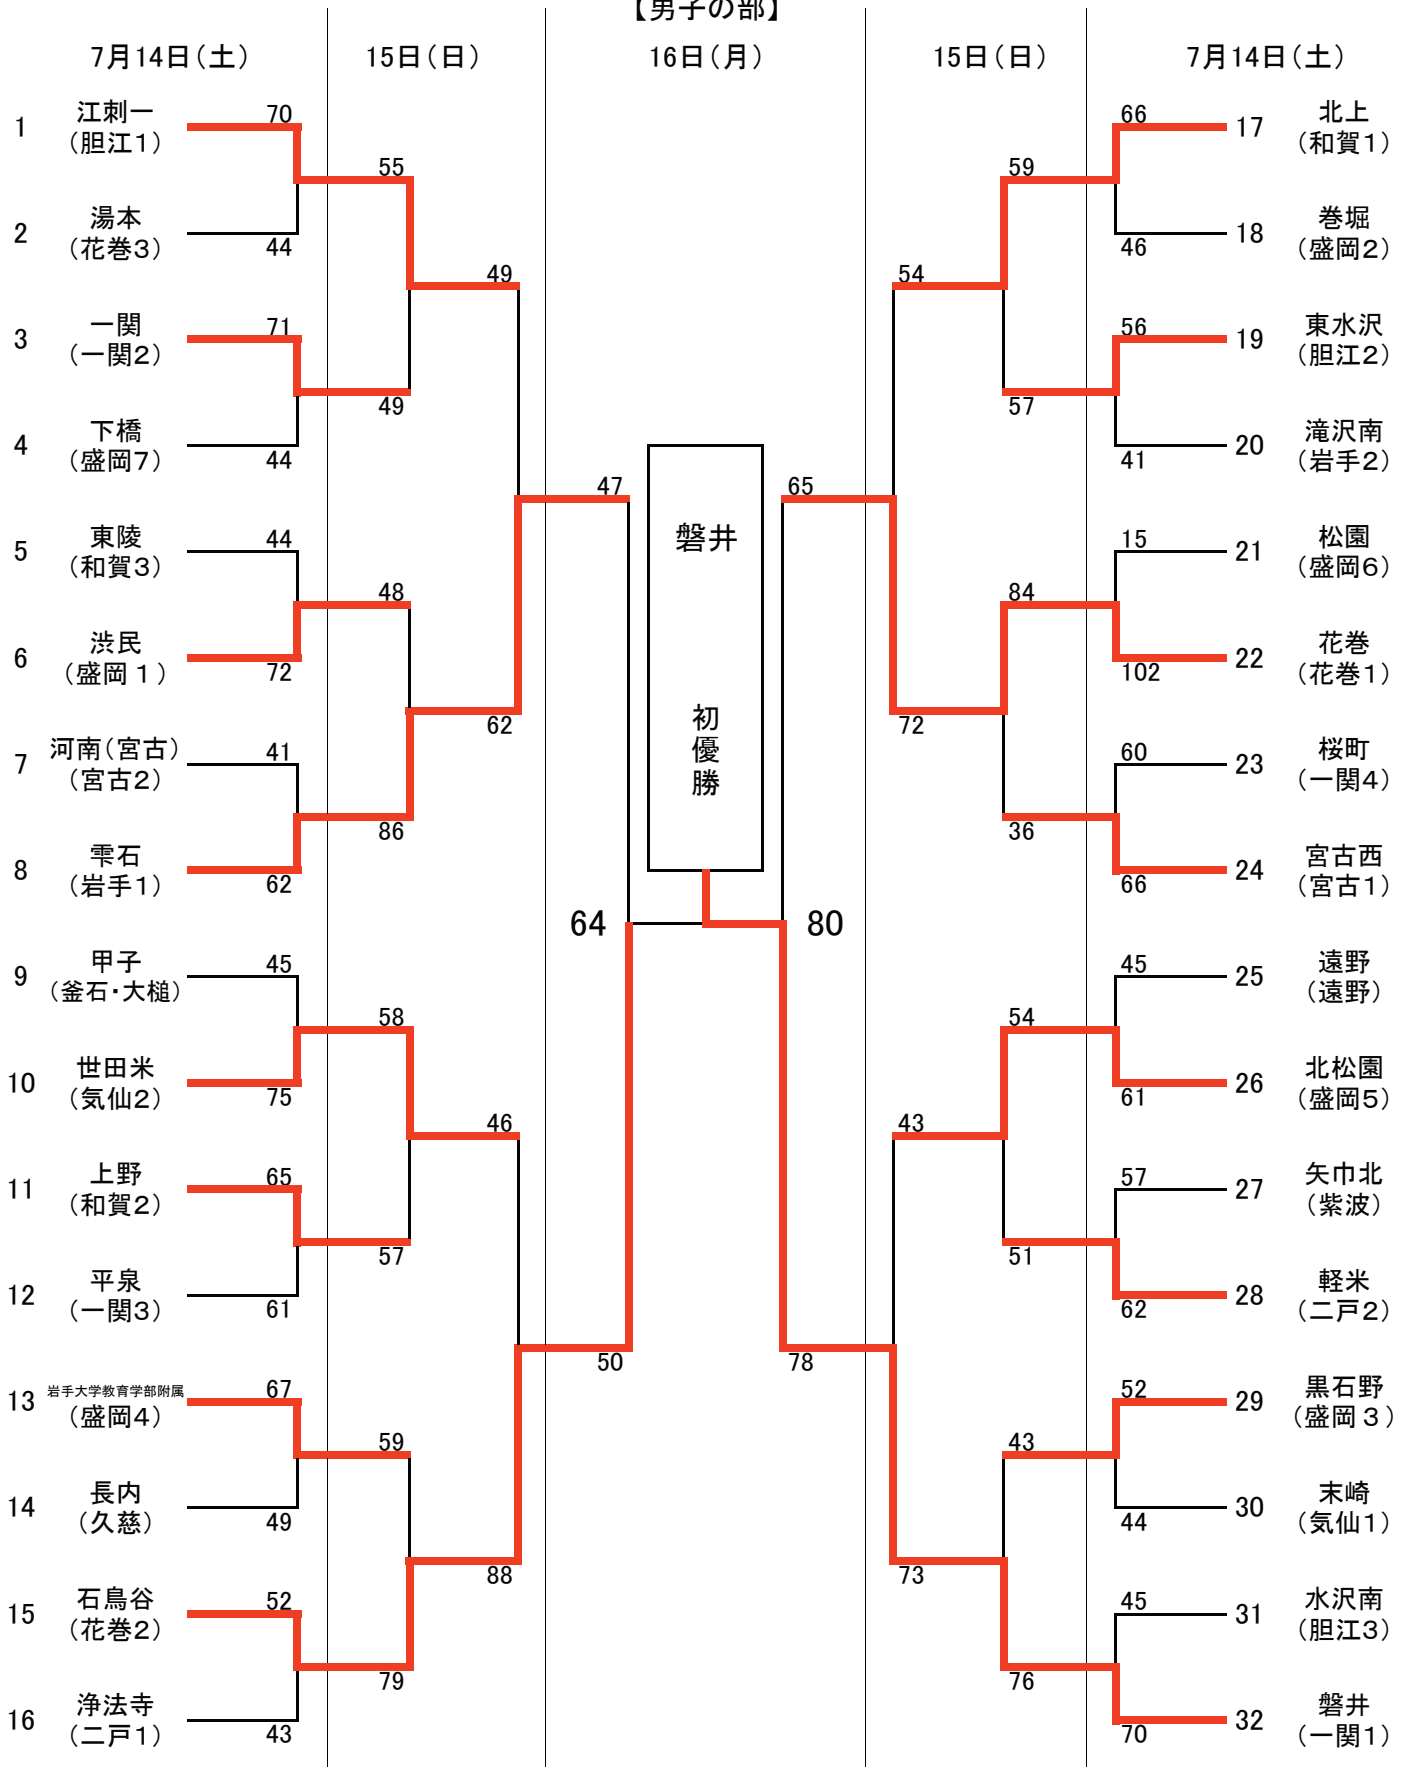 【男子の部】
7月14日(土) 15日(日) 16日(月) 15日(日) 7月14日(土)
1 江刺一 70
(胆江1)
55
2 湯本
(花巻3) 44
49
3 一関 71
(一関2)
49
4 下橋
(盛岡7) 44
47
5 東陵 44
(和賀3)
48
6 渋民
(盛岡1) 72
62
7 河南(宮古) 41
(宮古2)
86
8 雫石
(岩手1) 62
64
9 甲子 45
(釜石・大槌)
58
10 世田米
(気仙2) 75
46
11 上野 65
(和賀2)
57
12 平泉
(一関3) 61
50
13 岩手大学教育学部附属 67
(盛岡4)
59
14 長内
(久慈) 49
88
15 石鳥谷 52
(花巻2)
79
16 浄法寺
(二戸1) 43
磐井
初優勝
66 17 北上
(和賀1)
59
18 巻堀
46 (盛岡2)
54
56 19 東水沢
(胆江2)
57
20 滝沢南
41 (岩手2)
65
15 21 松園
(盛岡6)
84
22 花巻
102 (花巻1)
72
60 23 桜町
(一関4)
36
24 宮古西
66 (宮古1)
80
45 25 遠野
(遠野)
54
26 北松園
61 (盛岡5)
43
57 27 矢巾北
(紫波)
51
28 軽米
62 (二戸2)
78
52 29 黒石野
(盛岡3)
43
30 末崎
44 (気仙1)
73
45 31 水沢南
(胆江3)
76
32 磐井
70 (一関1)